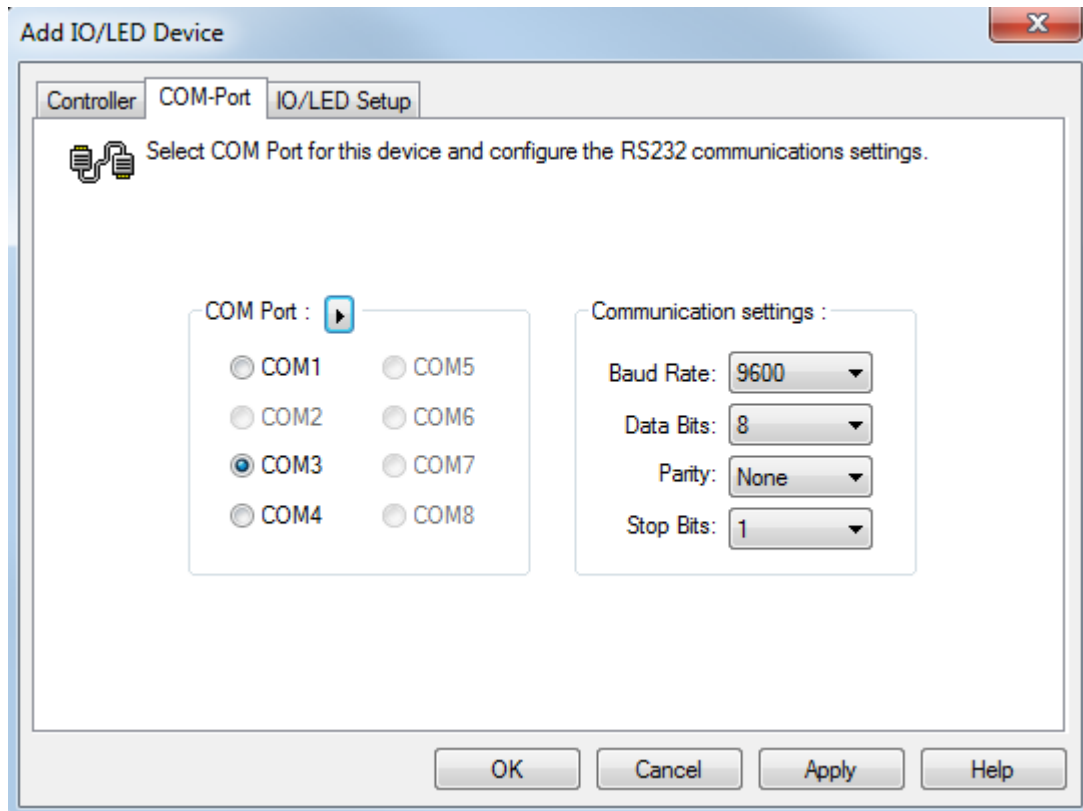 Add IO/LED Device
Controller COM-Port IO/LED Setup
Select COM Port for this device and configure the RS232 communications settings.
COM Port :
COM1 COM5
COM2 COM6
COM3 COM7
COM4 COM8
Communication settings :
Baud Rate: 9600
Data Bits: 8
Parity: None
Stop Bits: 1
OK Cancel Apply Help